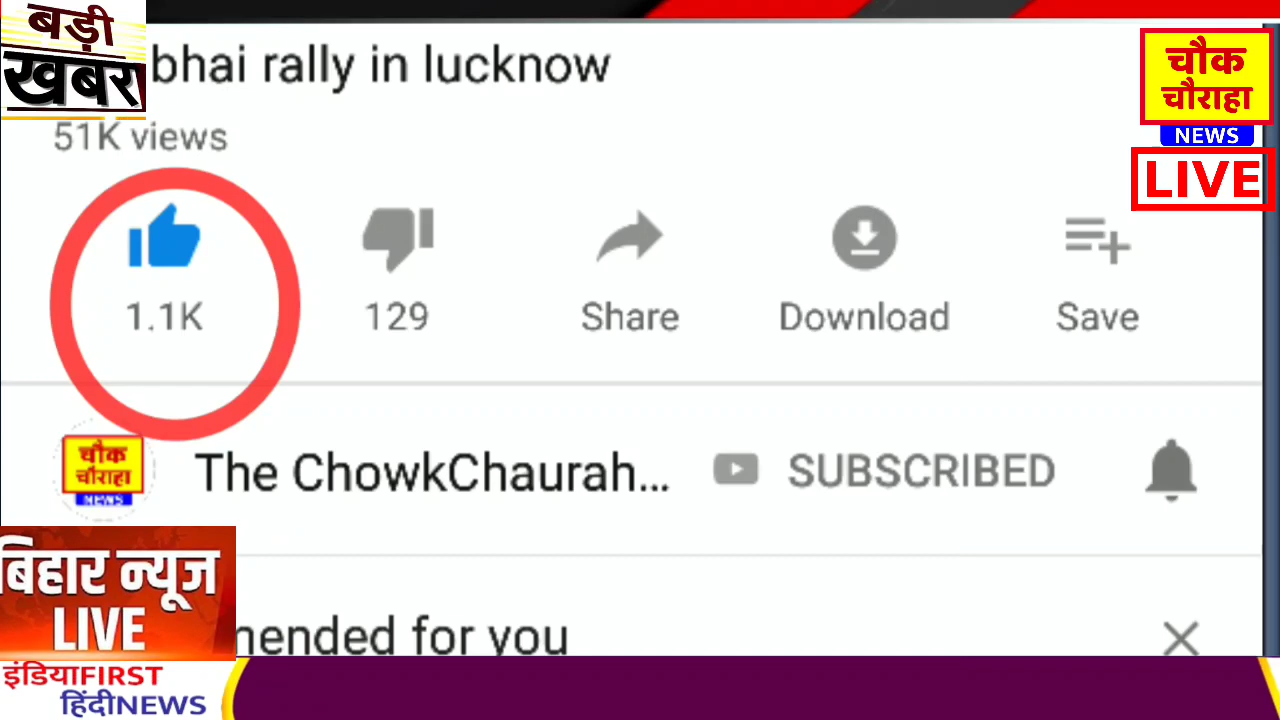 बड़ी
खबर
bhai rally in lucknow
51K views
चौक
चौराहा
NEWS
LIVE
1.1K
129
Share
Download
Save
चौक
चौराहा
NEWS
The ChowkChaurah...
SUBSCRIBED
बिहार न्यूज
LIVE
mended for you
इंडियाFIRST
हिंदीNEWS